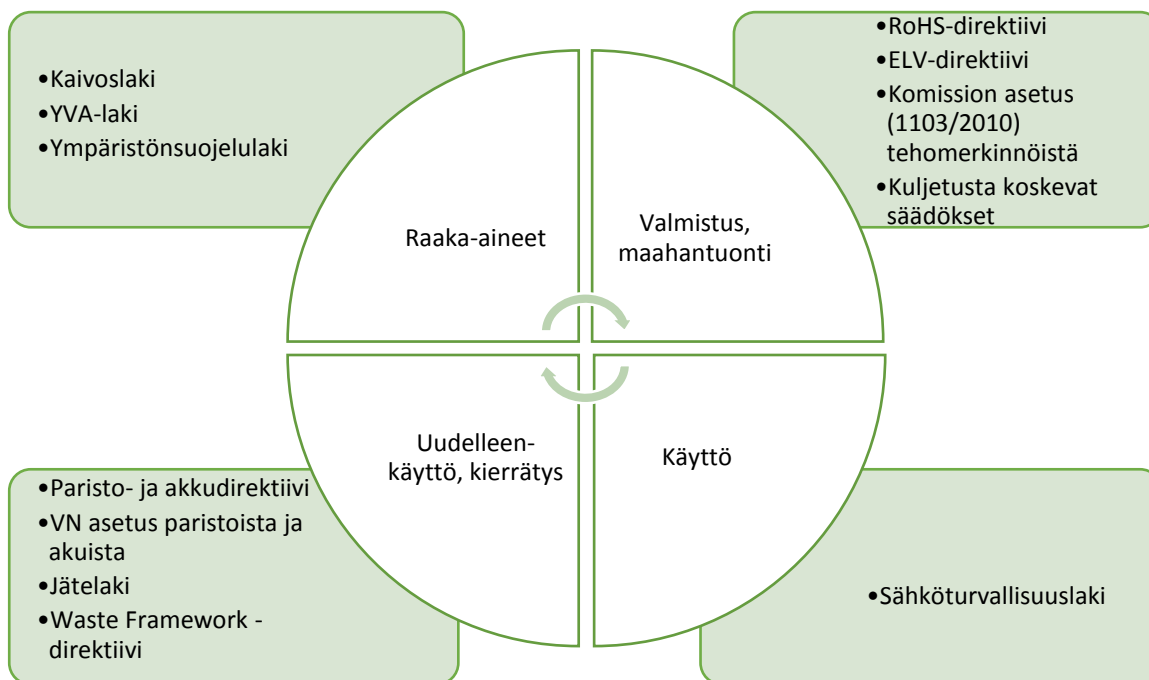 •Kaivoslaki
•YVA-laki
•Ympäristönsuojelulaki
•RoHS-direktiivi
•ELV-direktiivi
•Komission asetus
(1103/2010)
tehomerkinnöistä
•Kuljetusta koskevat
säädökset
Raaka-aineet
Valmistus,
maahantuonti
Uudelleen-
käyttö, kierrätys
Käyttö
•Paristo- ja akkudirektiivi
•VN asetus paristoista ja
akuista
•Jätelaki
•Waste Framework -
direktiivi
•Sähköturvallisuuslaki